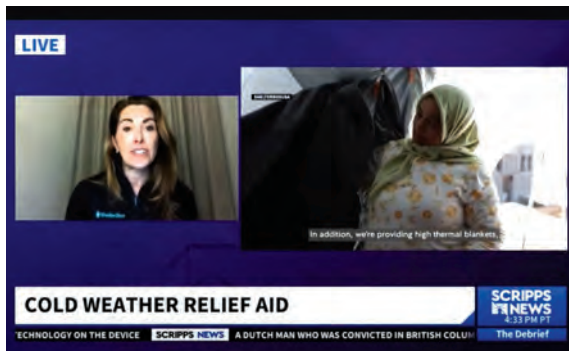 LIVE
In addition, we're providing high thermal blankets,
COLD WEATHER RELIEF AID
SCRIPPS
NEWS
4:33 PM PT
ECHNOLOGY ON THE DEVICE SCRIPPS NEWS A DUTCH MAN WHO WAS CONVICTED IN BRITISH COLUM
The Debrief